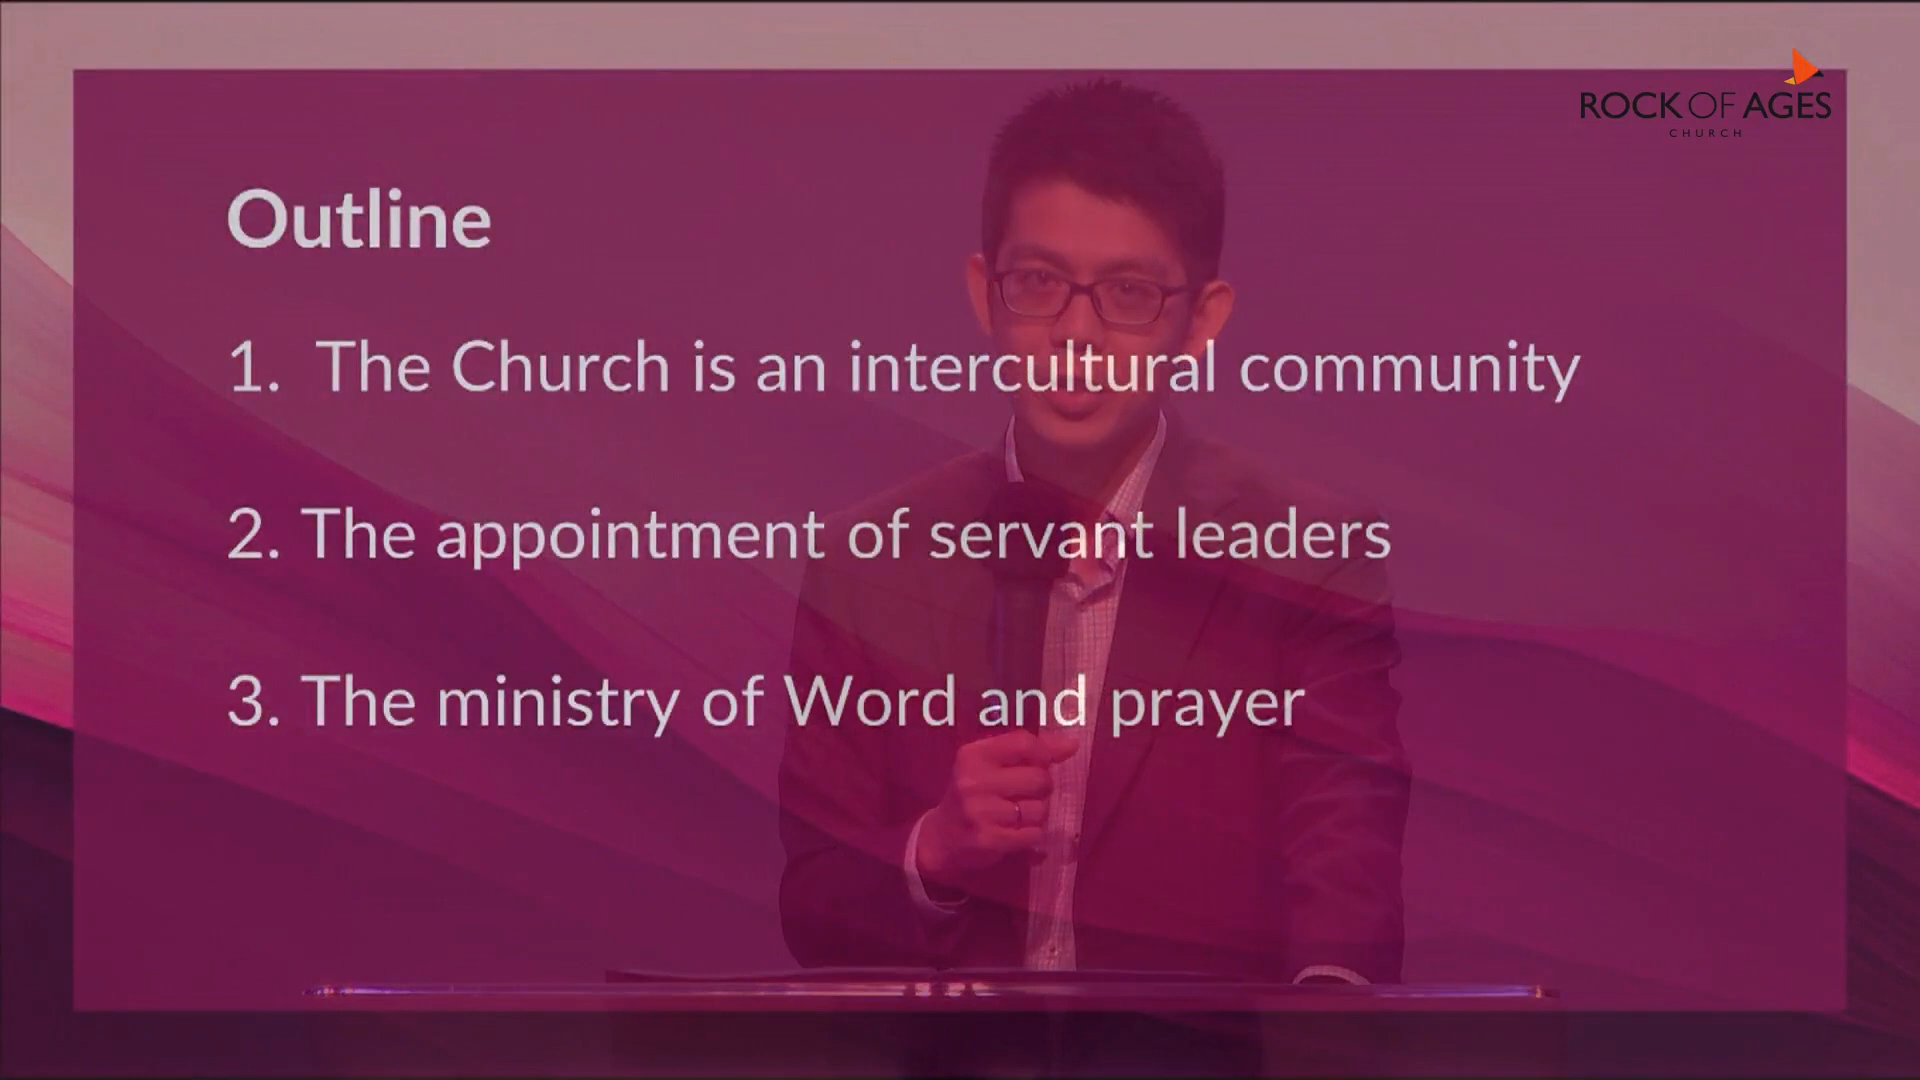 ROCK OF AGES
CHURCH
Outline
1. The Church is an intercultural community
2. The appointment of servant leaders
3. The ministry of Word and prayer